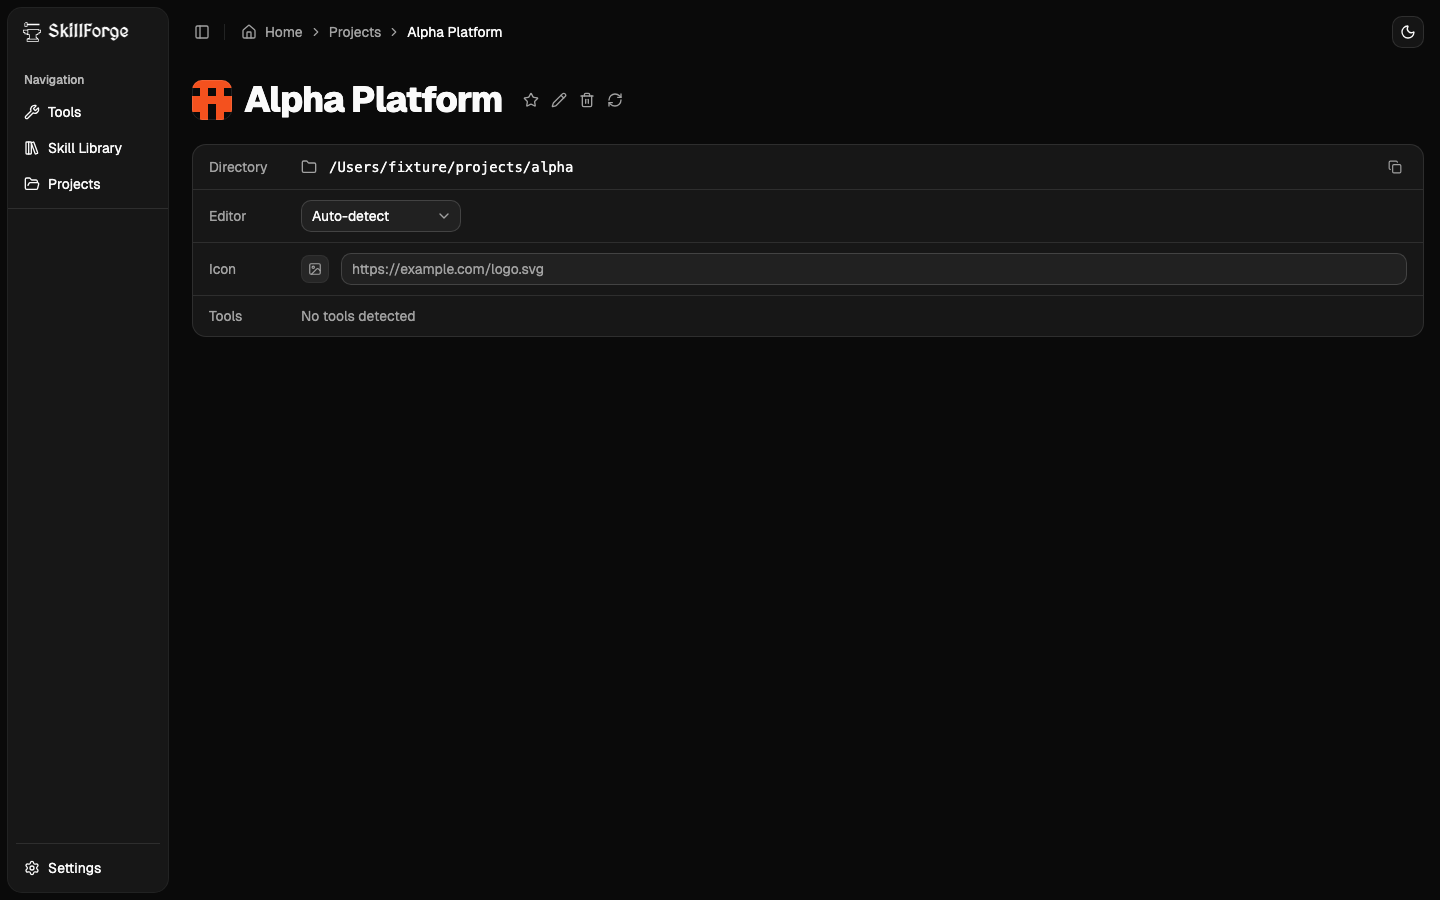 SkillForge
Home > Projects > Alpha Platform
Navigation
Tools
Skill Library
Projects
Settings
Alpha Platform
Directory /Users/fixture/projects/alpha
Editor Auto-detect
Icon https://example.com/logo.svg
Tools No tools detected